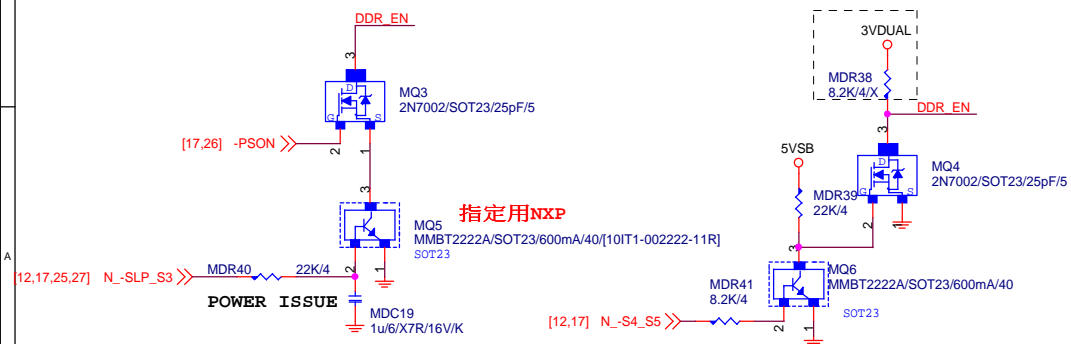 DDR_EN
3
D
G
S
MQ3
2N7002/SOT23/25pF/5
[17,26] -PSON
2
1
3
指定用NXP
MQ5
MMBT2222A/SOT23/600mA/40/[10IT1-002222-11R]
SOT23
[12,17,25,27] N_-SLP_S3
MDR40
22K/4
2
1
POWER ISSUE
MDC19
1u/6/X7R/16V/K
3VDUAL
MDR38
8.2K/4/X
DDR_EN
3
5VSB
D
G
S
MQ4
2N7002/SOT23/25pF/5
MDR39
22K/4
2
1
3
MQ6
MMBT2222A/SOT23/600mA/40
SOT23
MDR41
8.2K/4
[12,17] N_-S4_S5
2
1
A